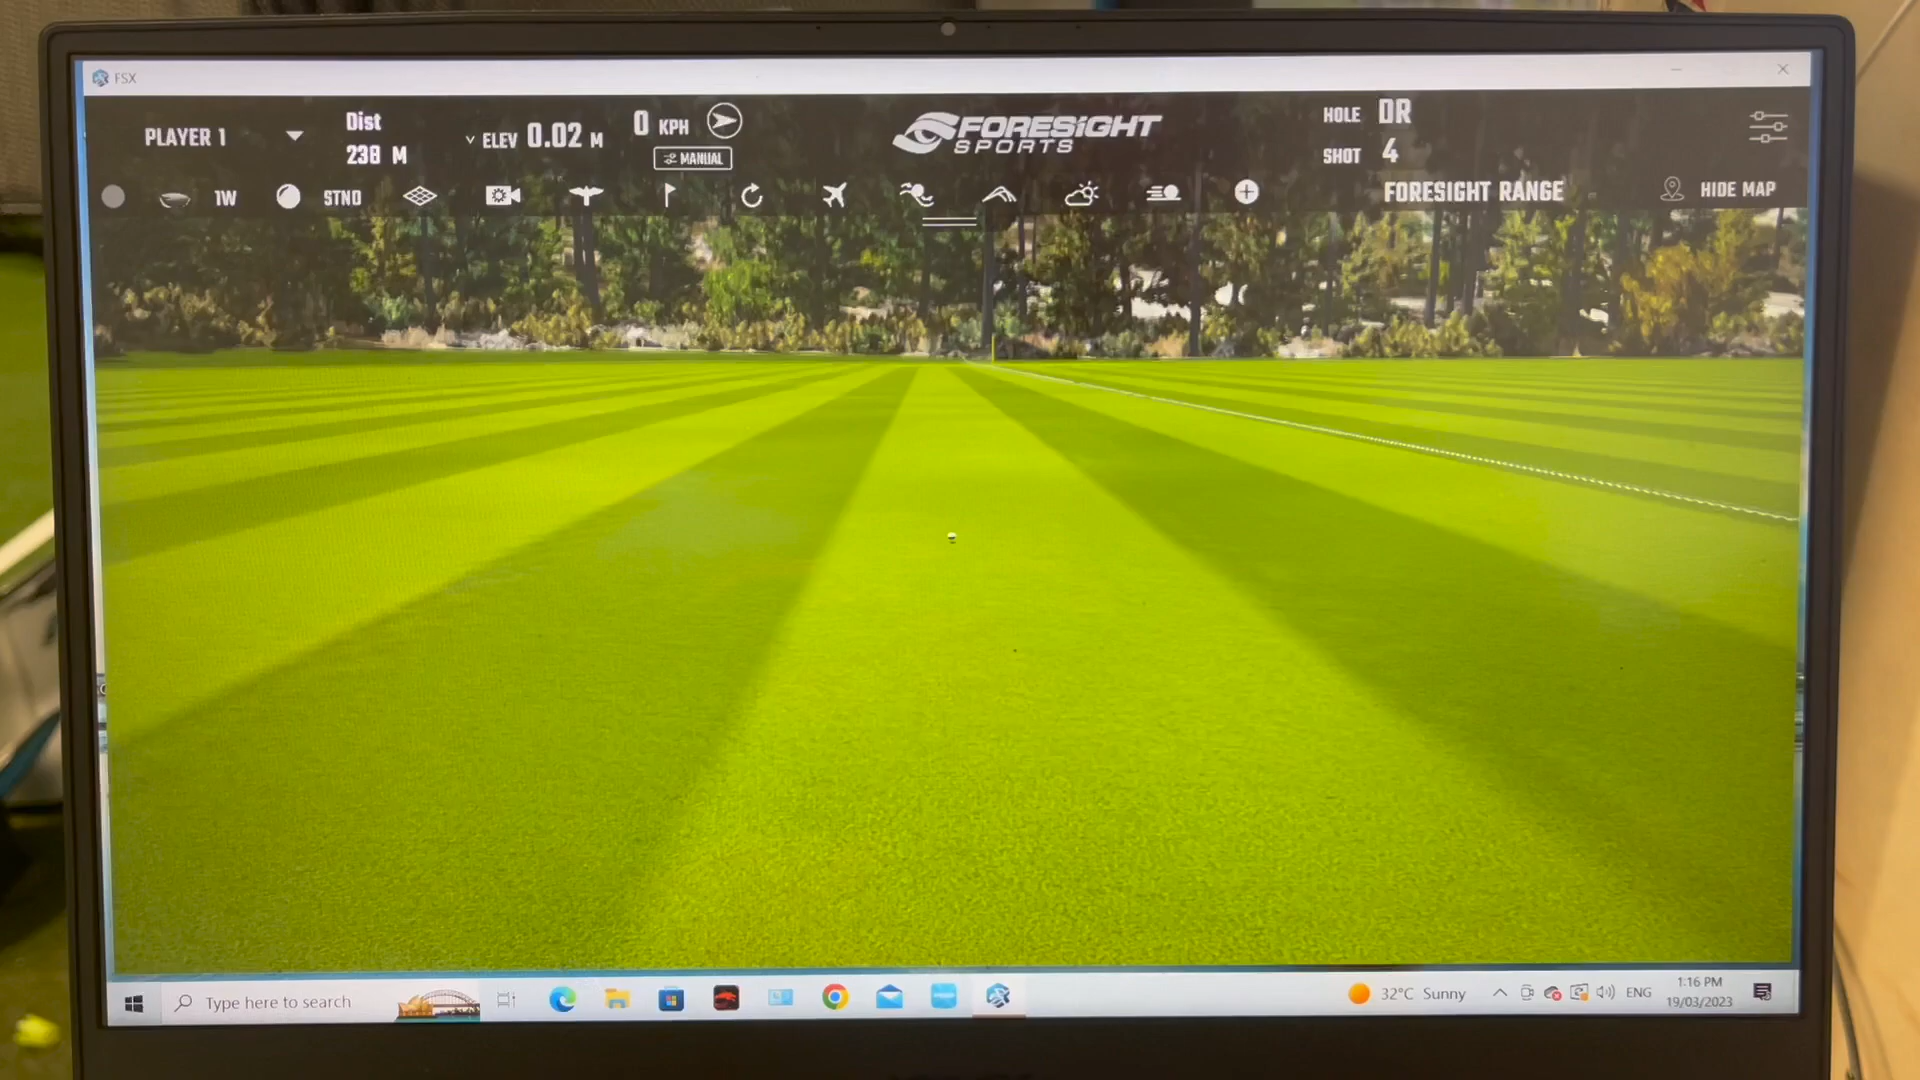 FSX
PLAYER 1
Dist
238 M
ELEV 0.02 M
0 KPH
MANUAL
FORESIGHT
SPORTS
HOLE DR
SHOT 4
1W
STND
FORESIGHT RANGE
HIDE MAP
Type here to search
32°C Sunny
ENG
1:16 PM
19/03/2023